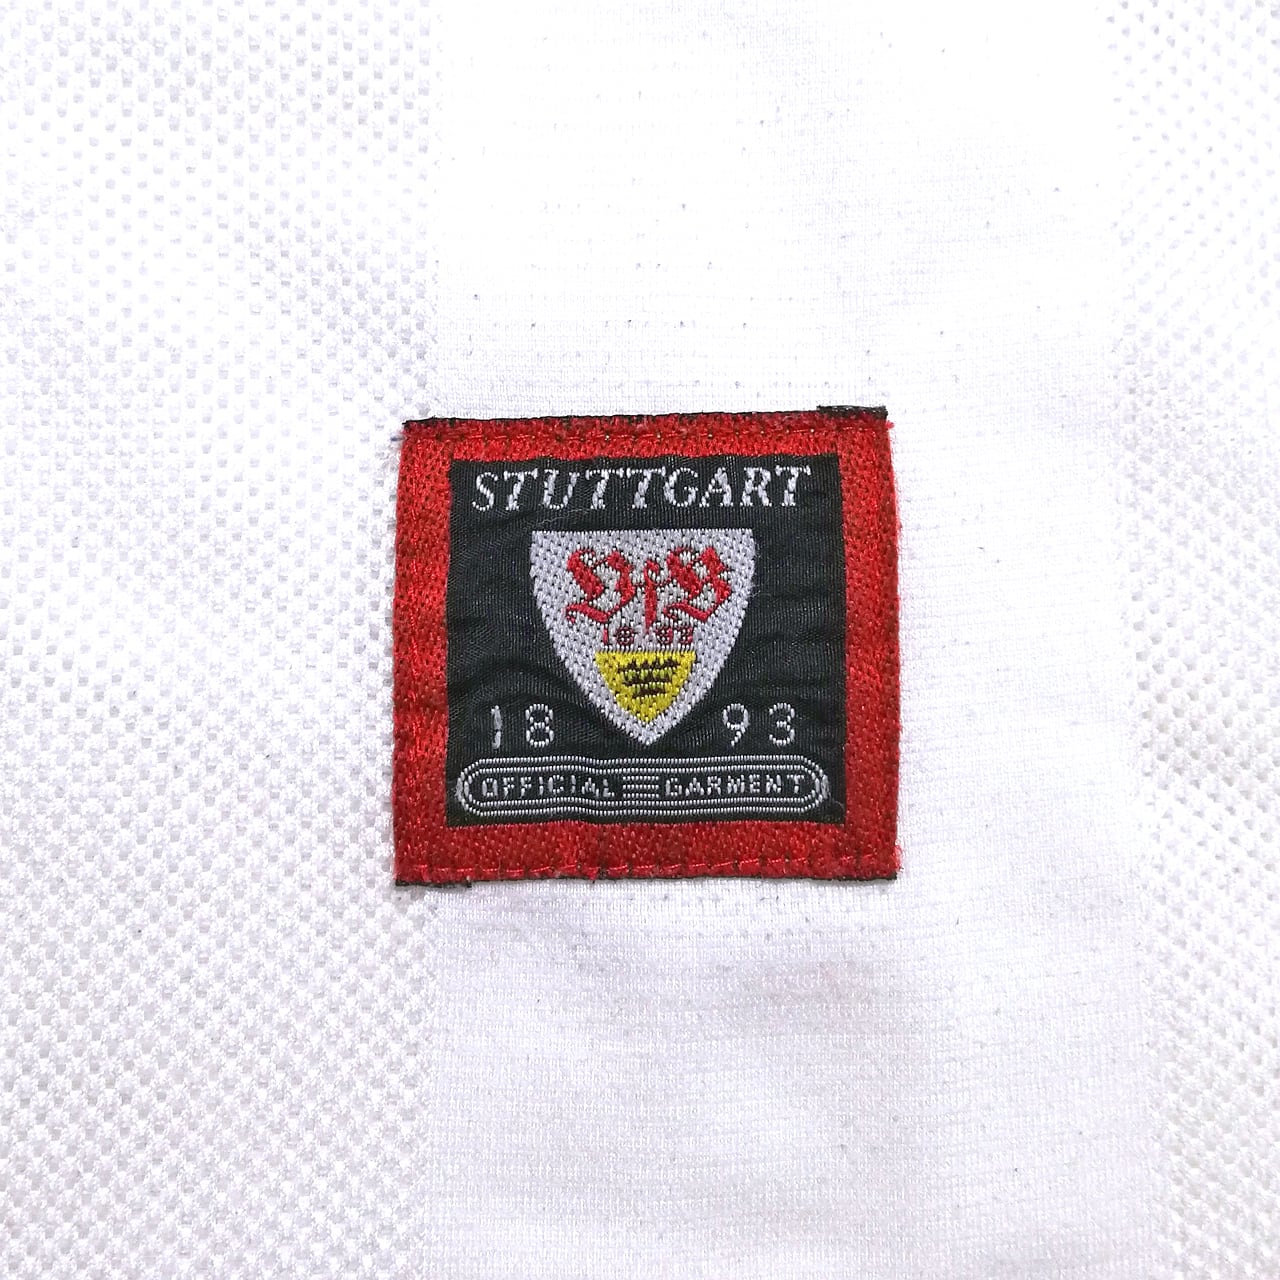 STUTTGART
VfB
1893
18 93
OFFICIAL GARMENT